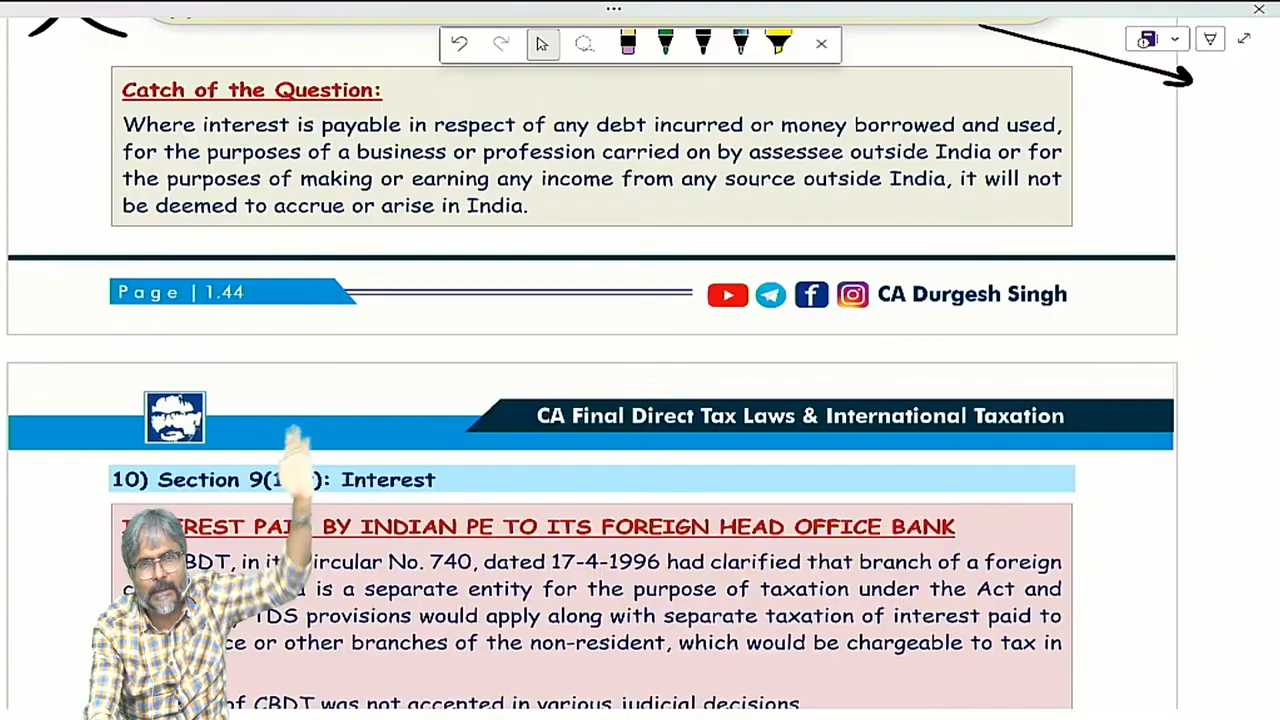 Catch of the Question:
Where interest is payable in respect of any debt incurred or money borrowed and used,
for the purposes of a business or profession carried on by assessee outside India or for
the purposes of making or earning any income from any source outside India, it will not
be deemed to accrue or arise in India.
Page | 1.44
CA Durgesh Singh
CA Final Direct Tax Laws & International Taxation
10) Section 9(1 ): Interest
BY INDIAN PE TO ITS FOREIGN HEAD OFFICE BANK
BDT, in it ircular No. 740, dated 17-4-1996 had clarified that branch of a foreign
is a separate entity for the purpose of taxation under the Act and
TDS provisions would apply along with separate taxation of interest paid to
or other branches of the non-resident, which would be chargeable to tax in
of CBDT was not accepted in various judicial decisions